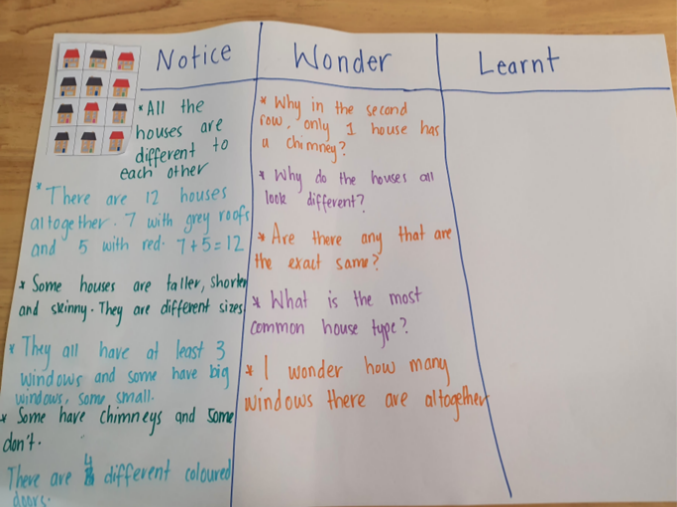 Notice
* All the
houses are
different to
each other
* There are 12 houses
altogether. 7 with grey roofs
and 5 with red. 7+5=12
* Some houses are taller, shorter
and skinny. They are different sizes
* They all have at least 3
windows and some have big
windows, some small.
* Some have chimneys and some
don't.
There are 4 different coloured
doors.
Wonder
* Why in the second
row, only 1 house has
a chimney?
* Why do the houses all
look different?
* Are there any that are
the exact same?
* What is the most
common house type?
* I wonder how many
windows there are altogether
Learnt